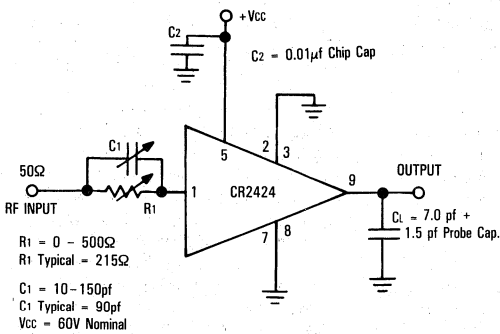 +VCC
C2
C2 = 0.01µf Chip Cap
2
3
C1
5
50Ω
RF INPUT
R1
1
CR2424
9
OUTPUT
7
8
CL = 7.0 pf +
1.5 pf Probe Cap.
R1 = 0 – 500Ω
R1 Typical = 215Ω
C1 = 10–150pf
C1 Typical = 90pf
VCC = 60V Nominal